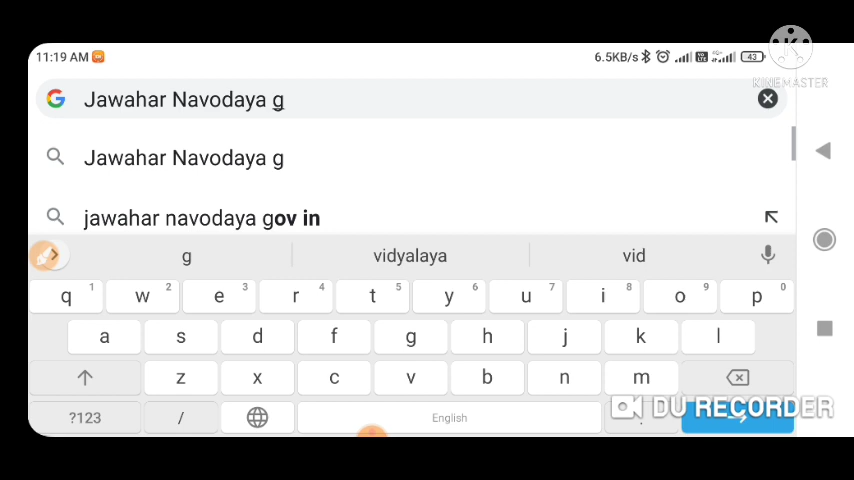 11:19 AM 6.5KB/s 43
KINEMASTER
Jawahar Navodaya g
Jawahar Navodaya g
jawahar navodaya gov in
g vidyalaya vid
q 1 w 2 e 3 r 4 t 5 y 6 u 7 i 8 o 9 p 0
a s d f g h j k l
z x c v b n m
?123 / English .
DU RECORDER